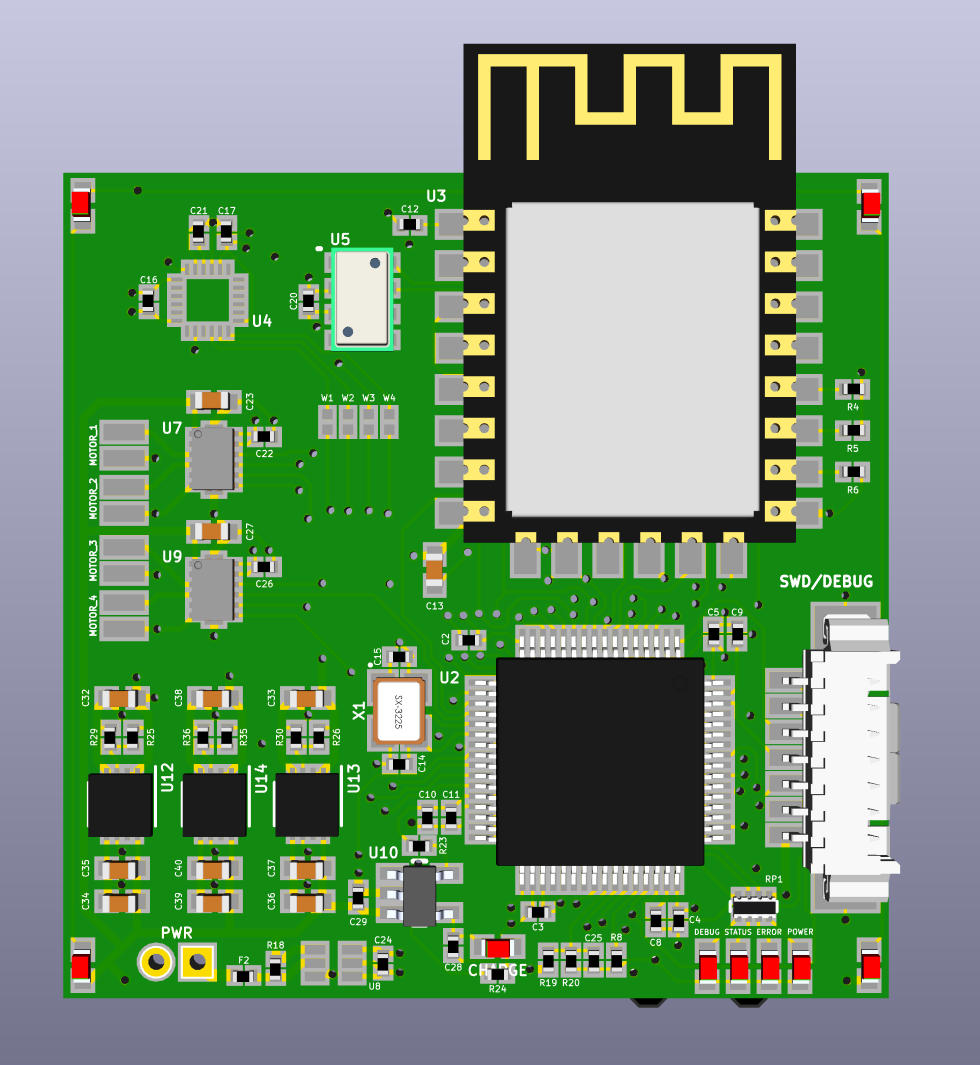 U3
C12
C21 C17
U5
C16
C20
U4
C23
W1 W2 W3 W4
R4
MOTOR_1
U7
C22
R5
MOTOR_2
R6
C27
MOTOR_3
U9
C26
MOTOR_4
C13
SWD/DEBUG
C5 C9
C2
C15
U2
X1
SX-3225
C32
C38
C33
R29 R25
R36 R35
R30 R26
C14
U12
U14
U13
C10 C11
R23
U10
C35
C40
C37
RP1
C34
C39
C36
C29
C3
C8
C4
PWR
DEBUG STATUS ERROR POWER
R18
C24
C25 R8
F2
C28
CHARGE
U8
R24
R19 R20